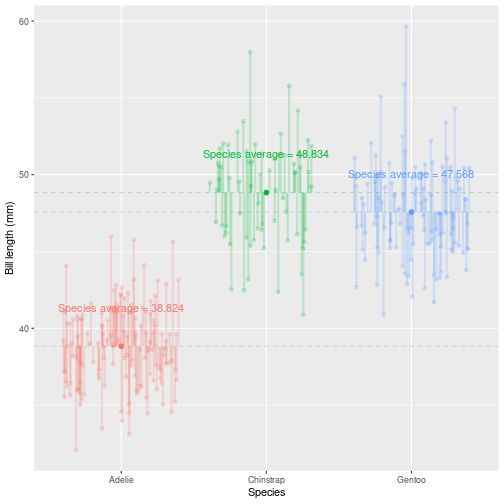 60
50
40
Bill length (mm)
Species average = 48.834
Species average = 47.568
Species average = 38.824
Adelie
Chinstrap
Gentoo
Species